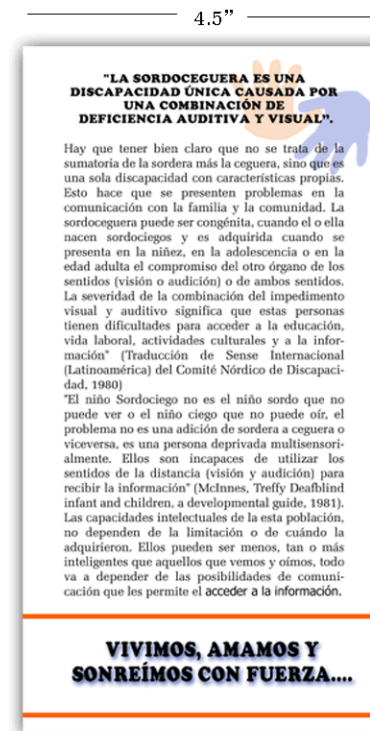 4.5”
"LA SORDOCEGUERA ES UNA
DISCAPACIDAD ÚNICA CAUSADA POR
UNA COMBINACIÓN DE
DEFICIENCIA AUDITIVA Y VISUAL”.
Hay que tener bien claro que no se trata de la
sumatoria de la sordera más la ceguera, sino que es
una sola discapacidad con características propias.
Esto hace que se presenten problemas en la
comunicación con la familia y la comunidad. La
sordoceguera puede ser congénita, cuando el o ella
nacen sordociegos y es adquirida cuando se
presenta en la niñez, en la adolescencia o en la
edad adulta el compromiso del otro órgano de los
sentidos (visión o audición) o de ambos sentidos.
La severidad de la combinación del impedimento
visual y auditivo significa que estas personas
tienen dificultades para acceder a la educación,
vida laboral, actividades culturales y a la infor-
mación" (Traducción de Sense Internacional
(Latinoamérica) del Comité Nórdico de Discapaci-
dad, 1980)
"El niño Sordociego no es el niño sordo que no
puede ver o el niño ciego que no puede oír, el
problema no es una adición de sordera a ceguera o
viceversa, es una persona deprivada multisensori-
almente. Ellos son incapaces de utilizar los
sentidos de la distancia (visión y audición) para
recibir la información" (McInnes, Treffy Deafblind
infant and children, a developmental guide, 1981).
Las capacidades intelectuales de la esta población,
no dependen de la limitación o de cuándo la
adquirieron. Ellos pueden ser menos, tan o más
inteligentes que aquellos que vemos y oímos, todo
va a depender de las posibilidades de comuni-
cación que les permite el acceder a la información.
VIVIMOS, AMAMOS Y
SONREÍMOS CON FUERZA....